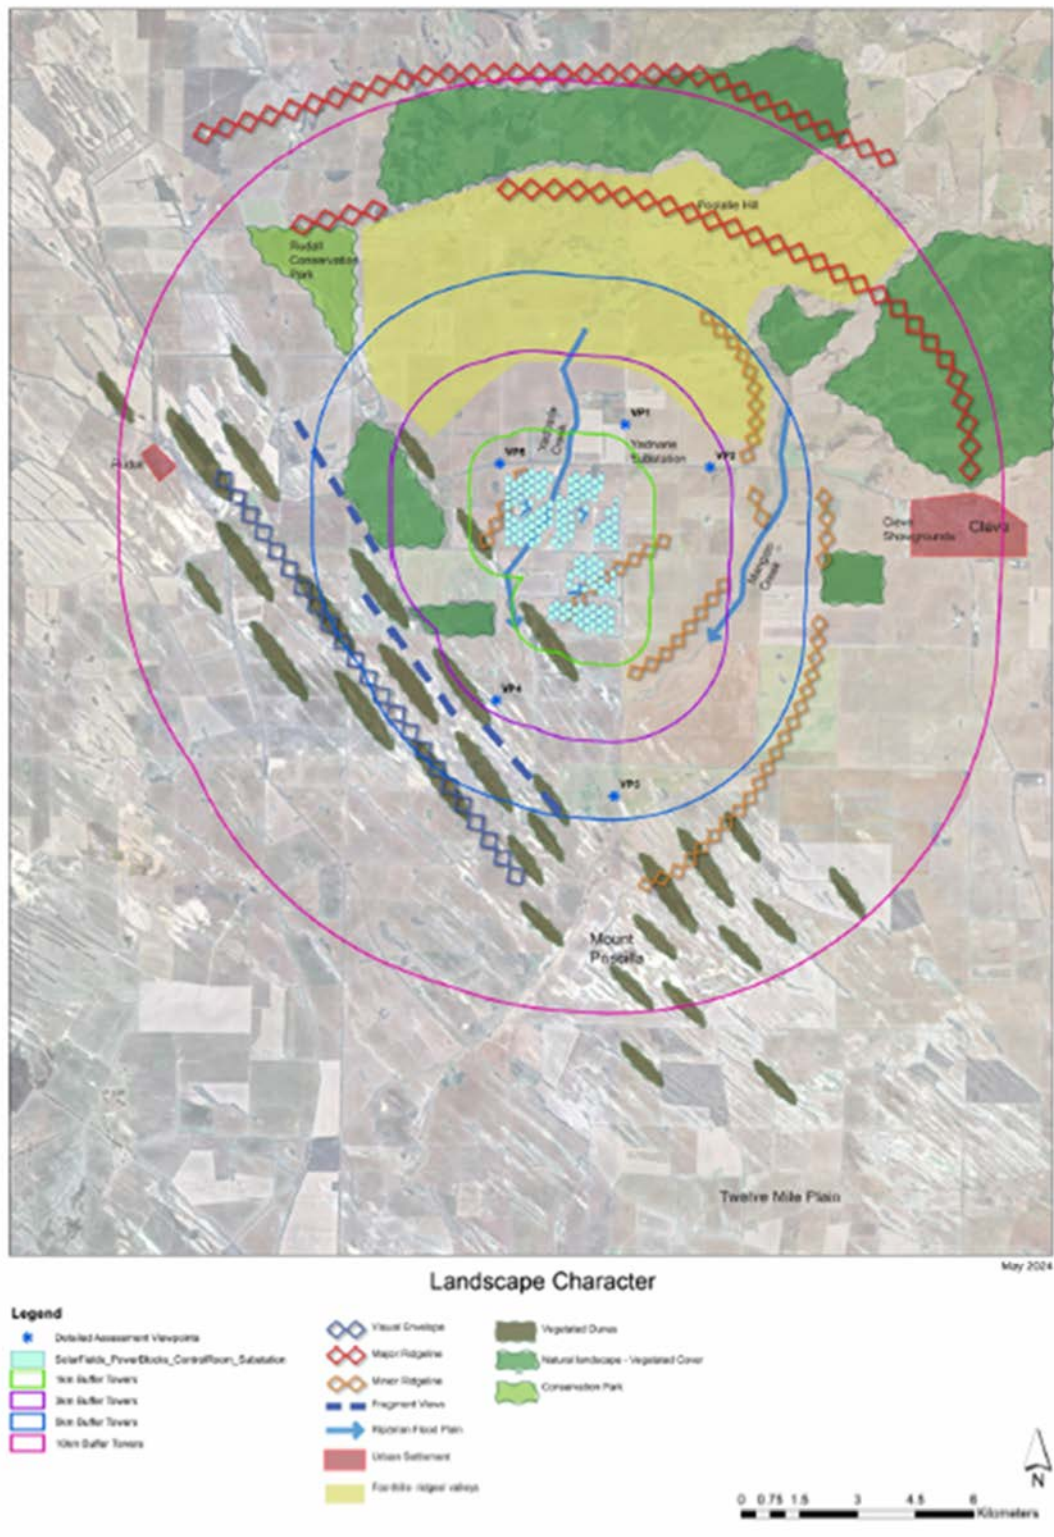 Poolalie Hill
Rudall
Conservation
Park
VP1
Yadnarie
Substation
VP2
Creek
Rudall
Cleve
Showgrounds
Cleve
Mangalo
Creek
VP4
Mount
Priscilla
Twelve Mile Plain
May 2024
Landscape Character
Legend
Detailed Assessment Viewpoints
SolarFields_PowerBlocks_ControlRoom_Substation
1km Buffer Towers
3km Buffer Towers
5km Buffer Towers
10km Buffer Towers
Visual Envelope
Major Ridgeline
Minor Ridgeline
Fragment Views
Riparian Flood Plain
Urban Settlement
Foothills ridges/ valleys
Vegetated Dunes
Natural landscape - Vegetated Cover
Conservation Park
N
0 0.75 1.5 3 4.5 6
Kilometers